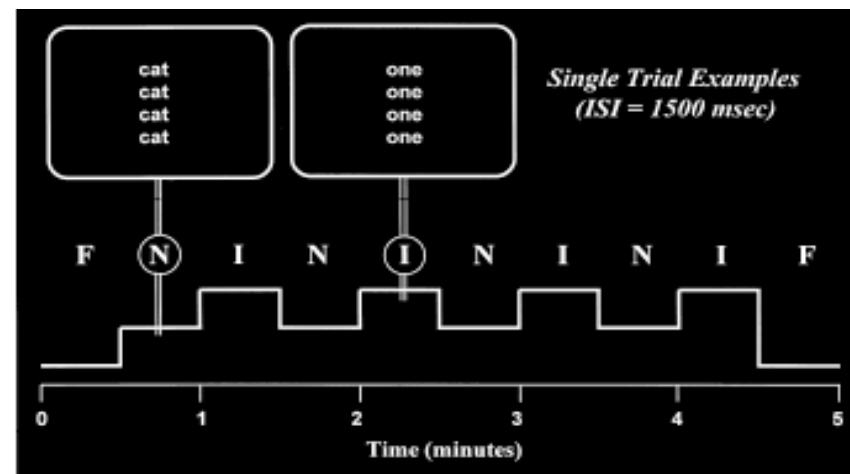 cat
cat
cat
cat
one
one
one
one
Single Trial Examples
(ISI = 1500 msec)
F N I N I N I N I F
0 1 2 3 4 5
Time (minutes)